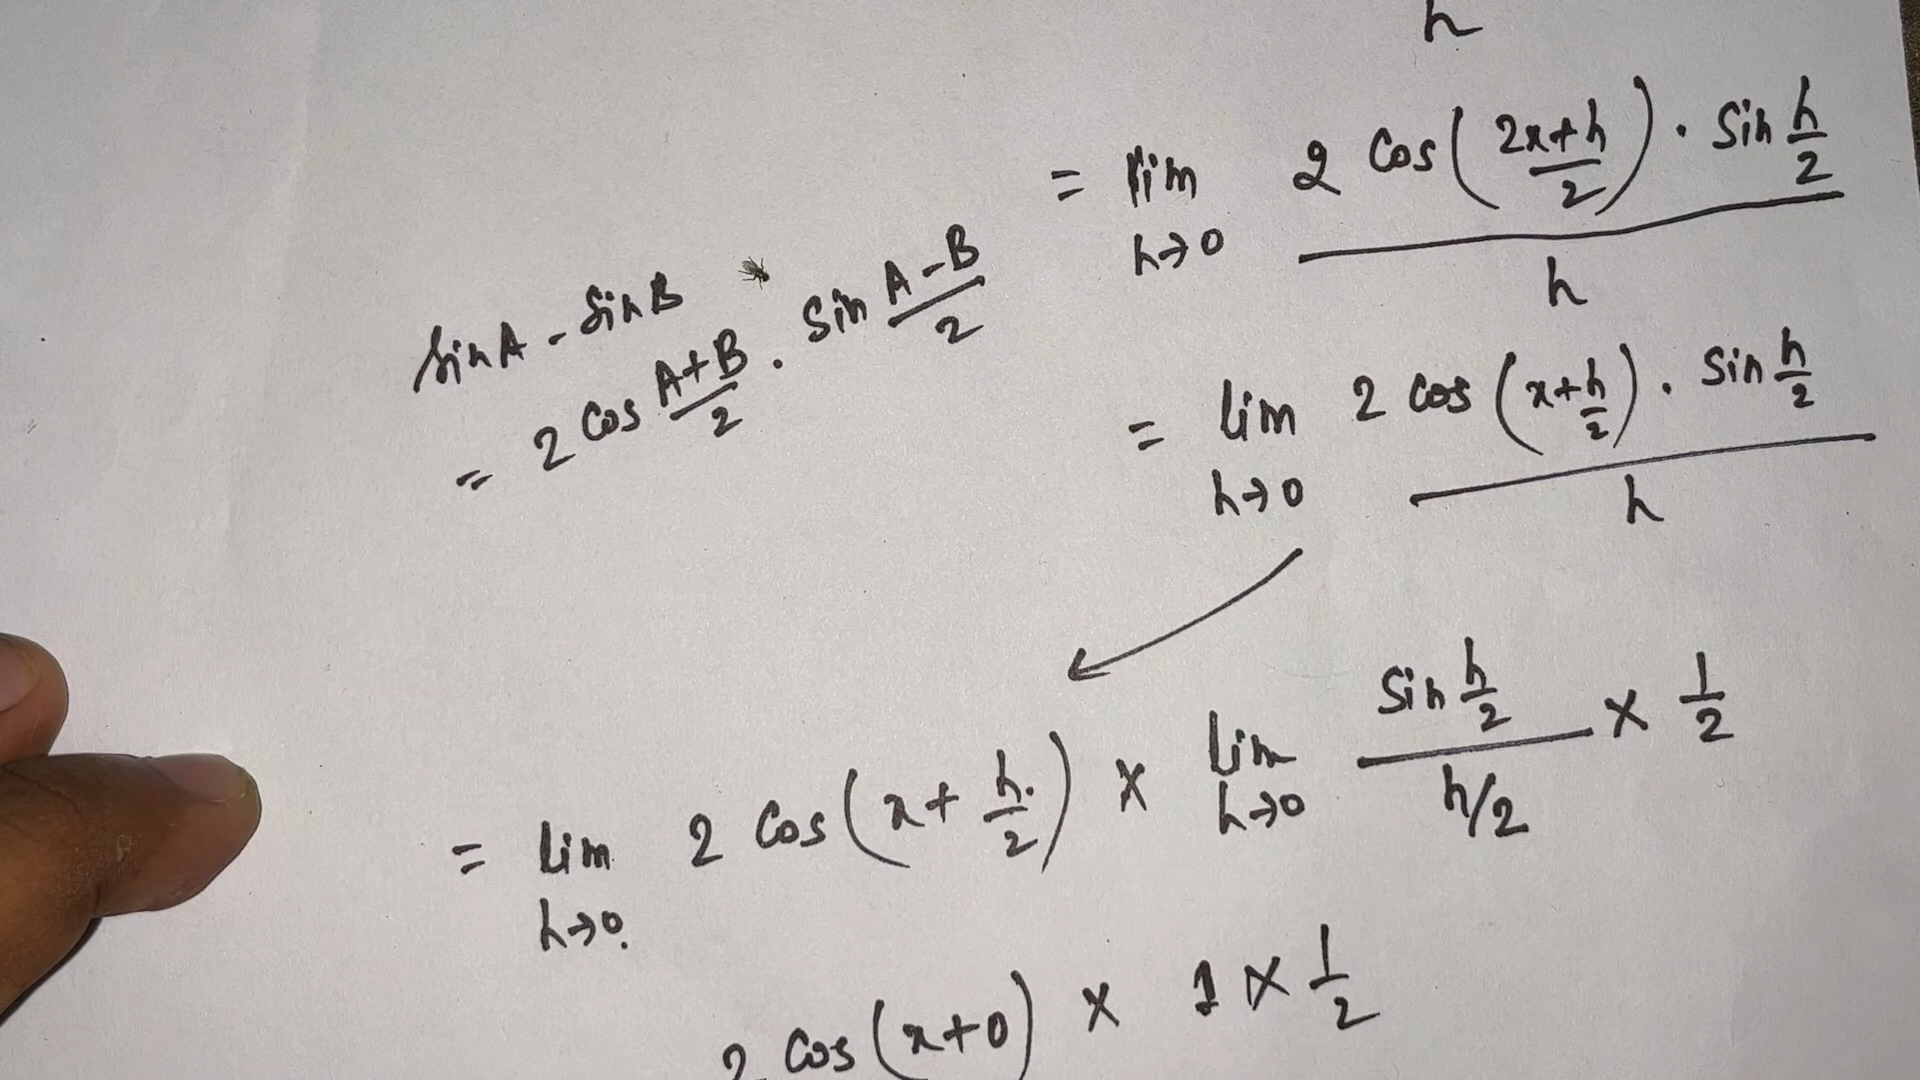 h
= lim 2 Cos(2x+h/2) . Sin h/2
h→0 h
SinA - SinB
= 2 Cos A+B/2 . Sin A-B/2
= lim 2 cos (x+h/2) . Sin h/2
h→0 h
= lim 2 Cos(x + h/2) × lim Sin h/2 × 1/2
h→0. h→0 h/2
2 Cos(x+0) × 1 × 1/2